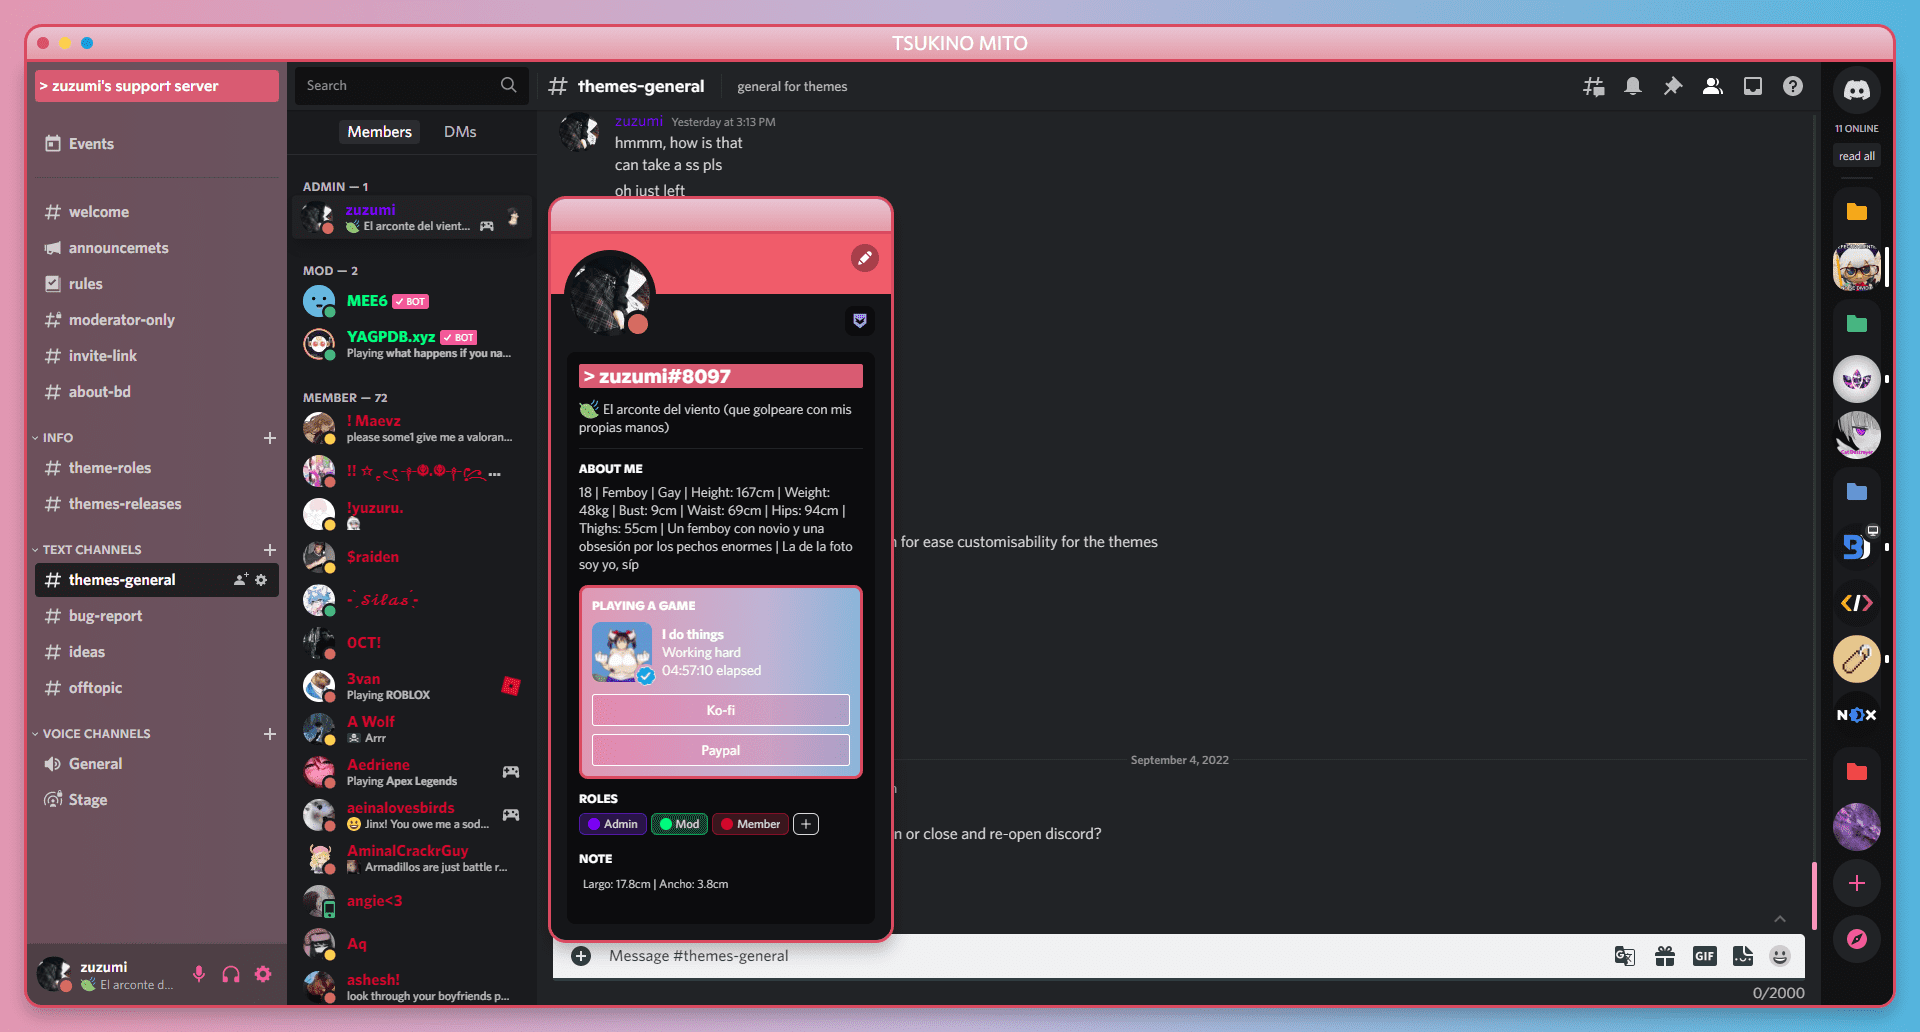 TSUKINO MITO
> zuzumi's support server
Events
welcome
announcemets
rules
moderator-only
invite-link
about-bd
INFO
theme-roles
themes-releases
TEXT CHANNELS
themes-general
bug-report
ideas
offtopic
VOICE CHANNELS
General
Stage
zuzumi
El arconte d...
Search
Members DMs
ADMIN — 1
zuzumi
El arconte del vient...
MOD — 2
MEE6 ✓ BOT
YAGPDB.xyz ✓ BOT
Playing what happens if you na...
MEMBER — 72
! Maevz
please some1 give me a valoran...
!yuzuru.
$raiden
Silas
0CT!
3van
Playing ROBLOX
A Wolf
Arrr
Aedriene
Playing Apex Legends
aeinalovesbirds
Jinx! You owe me a sod...
AminalCrackrGuy
Armadillos are just battle r...
angie<3
Aq
ashesh!
look through your boyfriends p...
# themes-general general for themes
zuzumi Yesterday at 3:13 PM
hmmm, how is that
can take a ss pls
oh just left
> zuzumi#8097
El arconte del viento (que golpeare con mis
propias manos)
ABOUT ME
18 | Femboy | Gay | Height: 167cm | Weight:
48kg | Bust: 9cm | Waist: 69cm | Hips: 94cm |
Thighs: 55cm | Un femboy con novio y una
obsesión por los pechos enormes | La de la foto
soy yo, síp
PLAYING A GAME
I do things
Working hard
04:57:10 elapsed
Ko-fi
Paypal
ROLES
Admin Mod Member +
NOTE
Largo: 17.8cm | Ancho: 3.8cm
for ease customisability for the themes
September 4, 2022
or close and re-open discord?
Message #themes-general
GIF
0/2000
11 ONLINE
read all
NOX